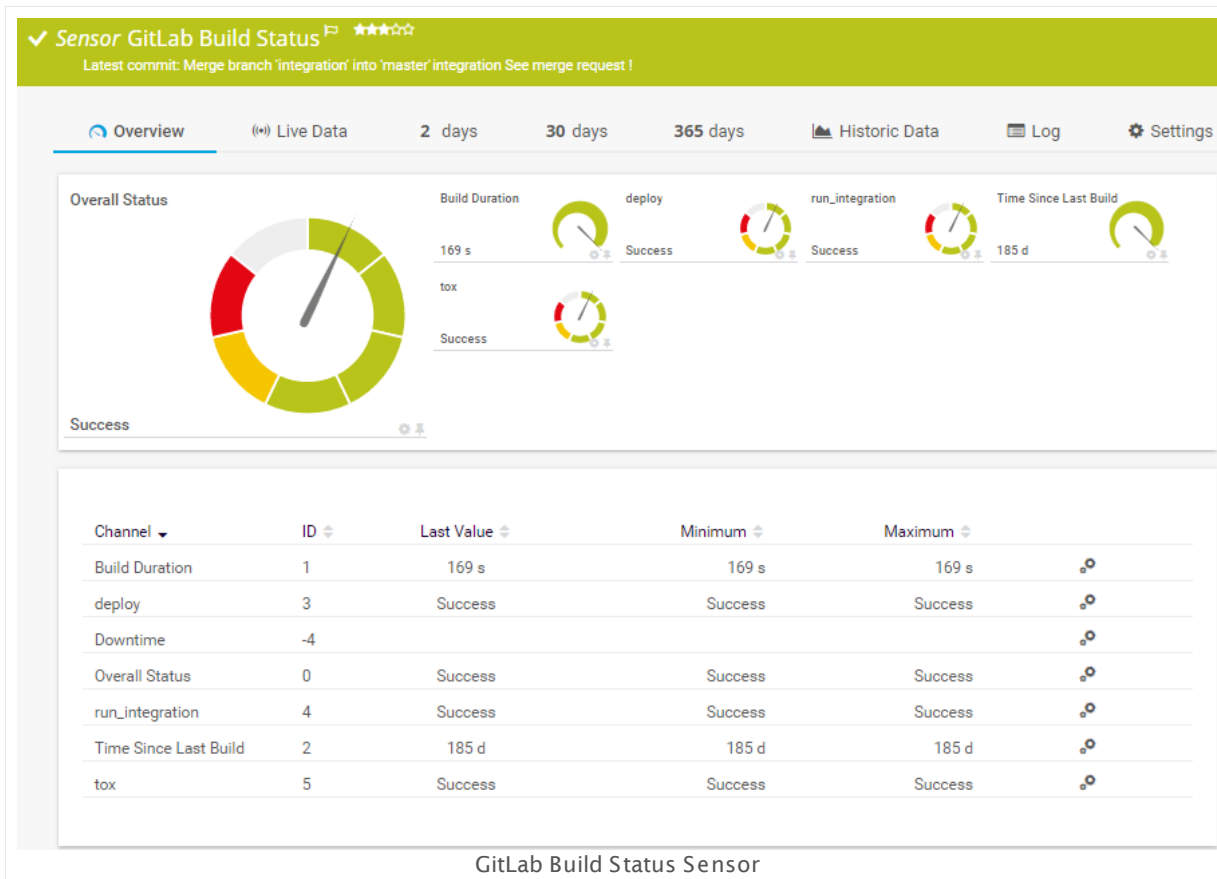 Sensor GitLab Build Status
Latest commit: Merge branch 'integration' into 'master' integration See merge request !
Overview Live Data 2 days 30 days 365 days Historic Data Log Settings
Overall Status
Success
Build Duration
169 s
deploy
Success
run_integration
Success
Time Since Last Build
185 d
tox
Success
Channel ID Last Value Minimum Maximum
Build Duration 1 169 s 169 s 169 s
deploy 3 Success Success Success
Downtime -4
Overall Status 0 Success Success Success
run_integration 4 Success Success Success
Time Since Last Build 2 185 d 185 d 185 d
tox 5 Success Success Success
GitLab Build Status Sensor